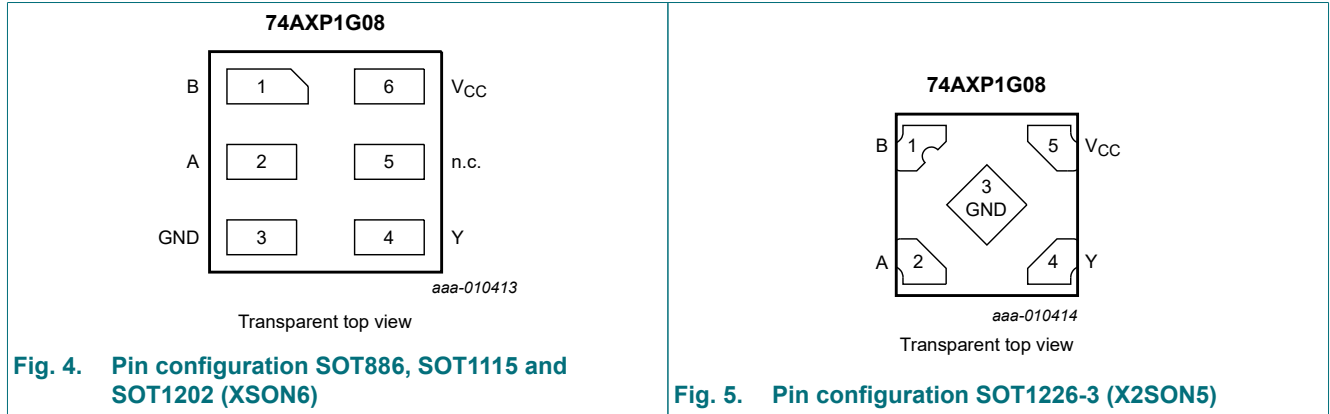 74AXP1G08
B 1 6 VCC
A 2 5 n.c.
GND 3 4 Y
aaa-010413
Transparent top view
Fig. 4. Pin configuration SOT886, SOT1115 and
SOT1202 (XSON6)
74AXP1G08
B 1 5 VCC
3
GND
A 2 4 Y
aaa-010414
Transparent top view
Fig. 5. Pin configuration SOT1226-3 (X2SON5)